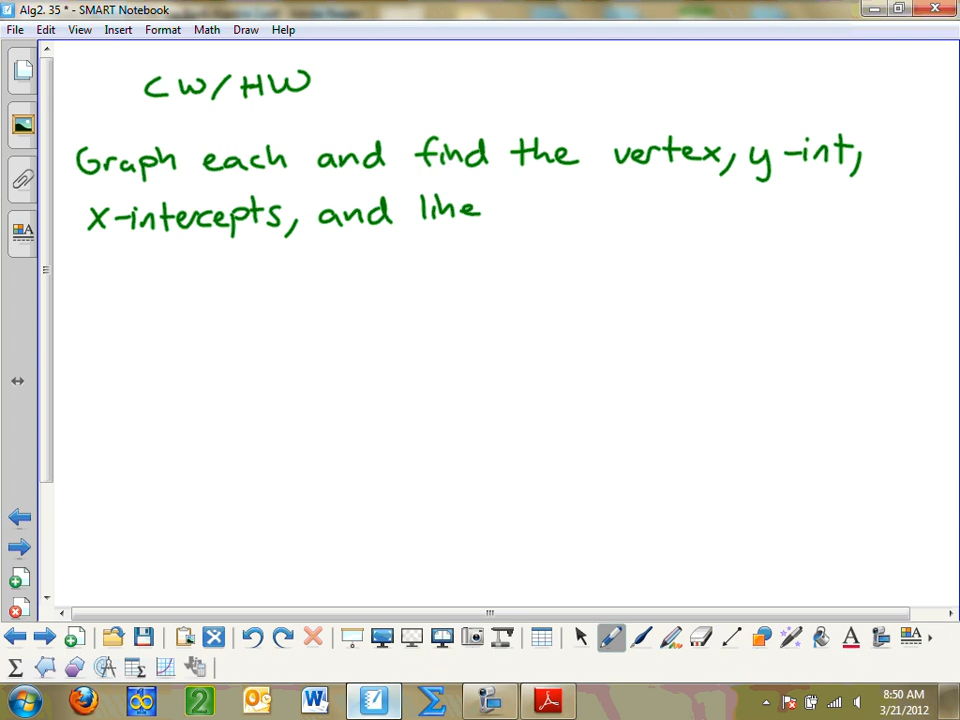 Alg2. 35 * - SMART Notebook
File Edit View Insert Format Math Draw Help
CW/HW
Graph each and find the vertex, y-int,
x-intercepts, and line
8:50 AM
3/21/2012